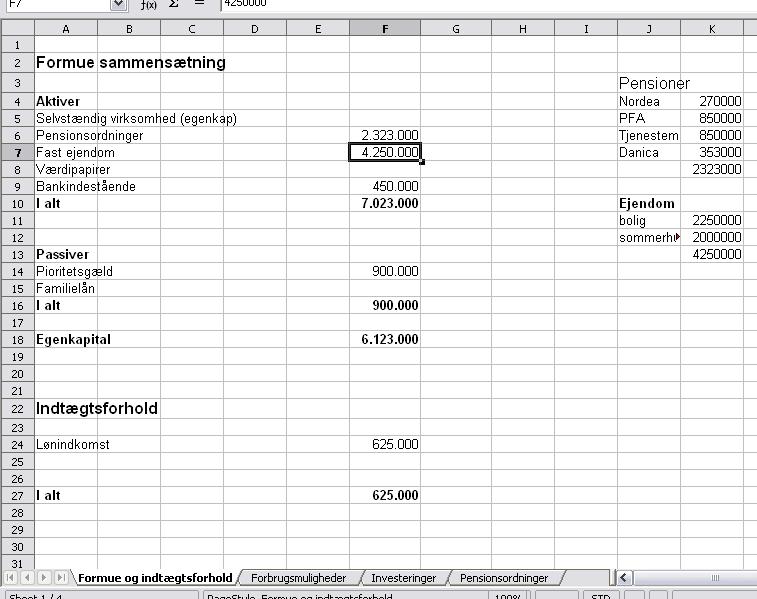 F7 f(x) Σ = 4250000
A B C D E F G H I J K
1
2 Formue sammensætning
3 Pensioner
4 Aktiver Nordea 270000
5 Selvstændig virksomhed (egenkap) PFA 850000
6 Pensionsordninger 2.323.000 Tjenestem 850000
7 Fast ejendom 4.250.000 Danica 353000
8 Værdipapirer 2323000
9 Bankindestående 450.000
10 I alt 7.023.000 Ejendom
11 bolig 2250000
12 sommerhu 2000000
13 Passiver 4250000
14 Pioritetsgæld 900.000
15 Familielån
16 I alt 900.000
17
18 Egenkapital 6.123.000
19
20
21
22 Indtægtsforhold
23
24 Lønindkomst 625.000
25
26
27 I alt 625.000
28
29
30
31
Formue og indtægtsforhold Forbrugsmuligheder Investeringer Pensionsordninger
Sheet 1 / 4 PageStyle_Formue og indtægtsforhold 100% STD